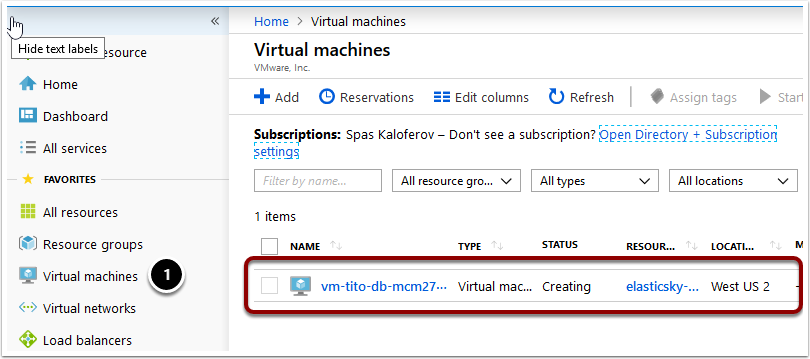 «
Hide text labels
resource
Home
Dashboard
All services
FAVORITES
All resources
Resource groups
Virtual machines
1
Virtual networks
Load balancers
Home > Virtual machines
Virtual machines
VMware, Inc.
Add Reservations Edit columns Refresh Assign tags Start
Subscriptions: Spas Kaloferov – Don't see a subscription? Open Directory + Subscription
settings
Filter by name... All resource gro... All types All locations
1 items
NAME TYPE STATUS RESOUR... LOCATI... M
vm-tito-db-mcm27··· Virtual mac... Creating elasticsky-··· West US 2 -